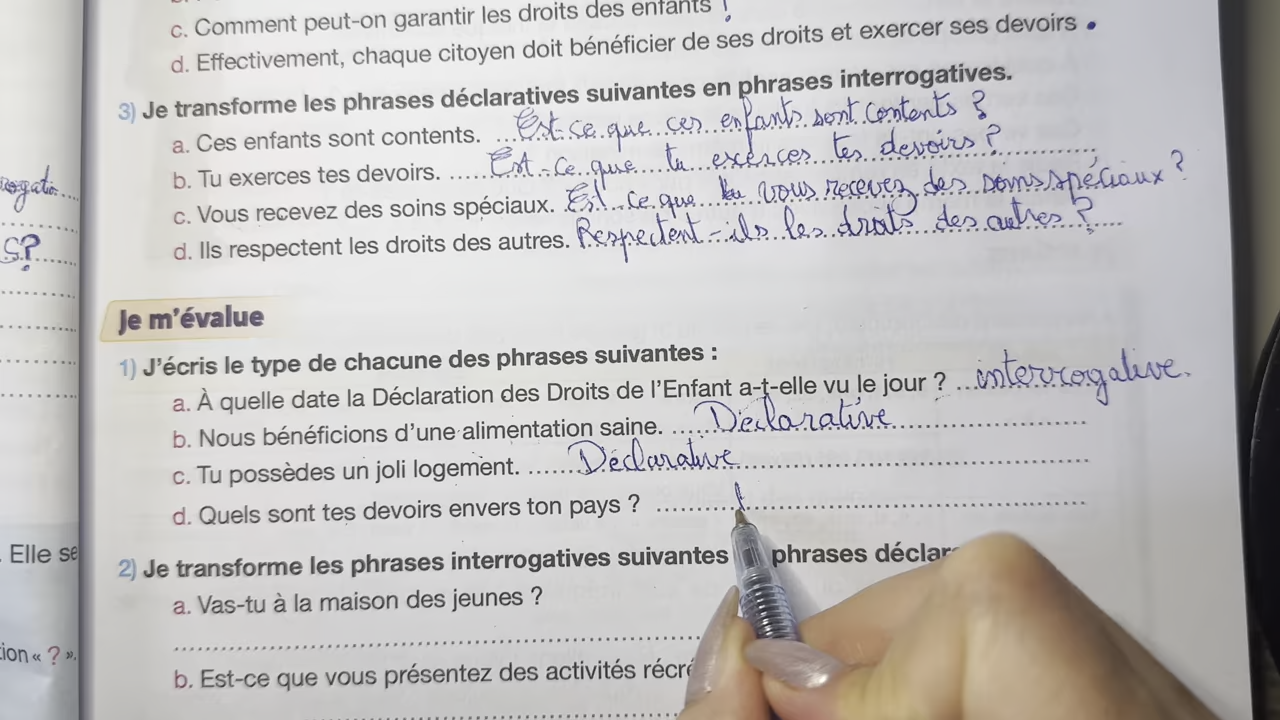 c. Comment peut-on garantir les droits des enfants ?
d. Effectivement, chaque citoyen doit bénéficier de ses droits et exercer ses devoirs .
3) Je transforme les phrases déclaratives suivantes en phrases interrogatives.
a. Ces enfants sont contents. Est-ce que ces enfants sont contents ?
b. Tu exerces tes devoirs. Est-ce que tu exerces tes devoirs ?
c. Vous recevez des soins spéciaux. Est-ce que vous recevez des soins spéciaux ?
d. Ils respectent les droits des autres. Respectent-ils les droits des autres ?
Je m'évalue
1) J'écris le type de chacune des phrases suivantes :
a. À quelle date la Déclaration des Droits de l'Enfant a-t-elle vu le jour ? interrogative.
b. Nous bénéficions d'une alimentation saine. Déclarative
c. Tu possèdes un joli logement. Déclarative
d. Quels sont tes devoirs envers ton pays ?
2) Je transforme les phrases interrogatives suivantes phrases
a. Vas-tu à la maison des jeunes ?
b. Est-ce que vous présentez des activités
S?
. Elle se
« ? ».